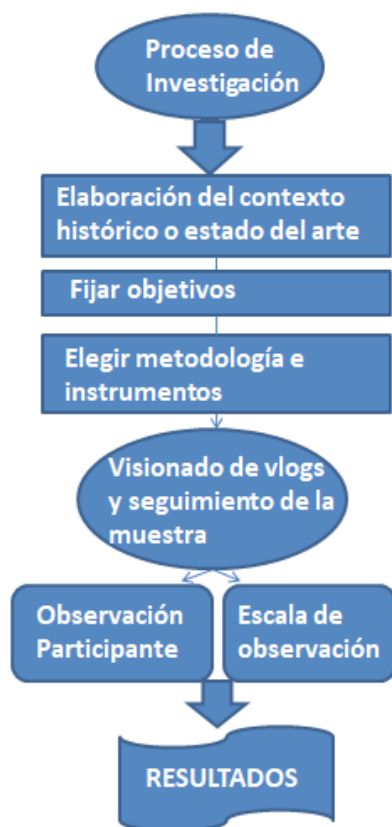 Proceso de
Investigación
Elaboración del contexto
histórico o estado del arte
Fijar objetivos
Elegir metodología e
instrumentos
Visionado de vlogs
y seguimiento de la
muestra
Observación
Participante
Escala de
observación
RESULTADOS